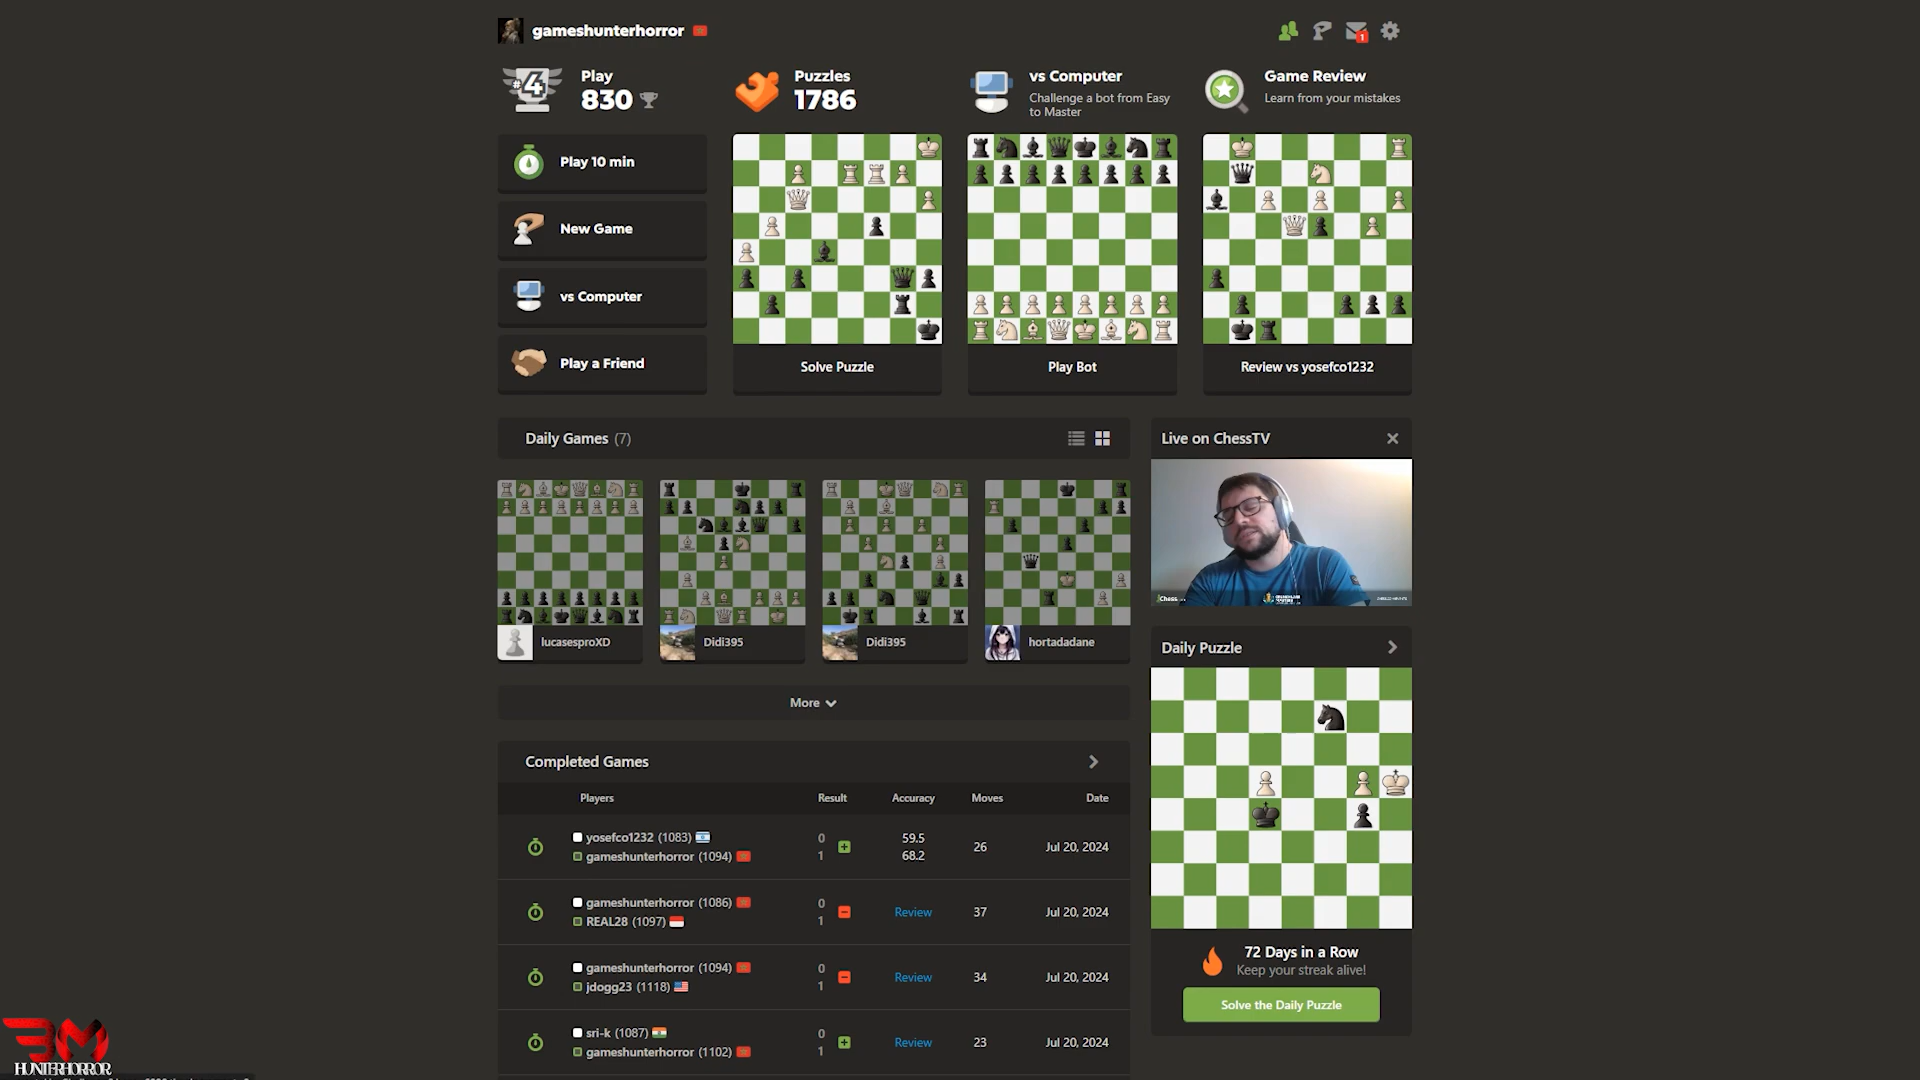 gameshunterhorror
1
#4
Play
830
Puzzles
1786
vs Computer
Challenge a bot from Easy
to Master
Game Review
Learn from your mistakes
Play 10 min
New Game
vs Computer
Play a Friend
Solve Puzzle
Play Bot
Review vs yosefco1232
Daily Games (7)
Live on ChessTV
lucasesproXD
Didi395
Didi395
hortadadane
More
Daily Puzzle
Completed Games
Players Result Accuracy Moves Date
yosefco1232 (1083) 0 59.5
gameshunterhorror (1094) 1 68.2
26 Jul 20, 2024
gameshunterhorror (1086) 0
REAL28 (1097) 1
Review 37 Jul 20, 2024
gameshunterhorror (1094) 0
jdogg23 (1118) 1
Review 34 Jul 20, 2024
sri-k (1087) 0
gameshunterhorror (1102) 1
Review 23 Jul 20, 2024
72 Days in a Row
Keep your streak alive!
Solve the Daily Puzzle
HUNTERHORROR